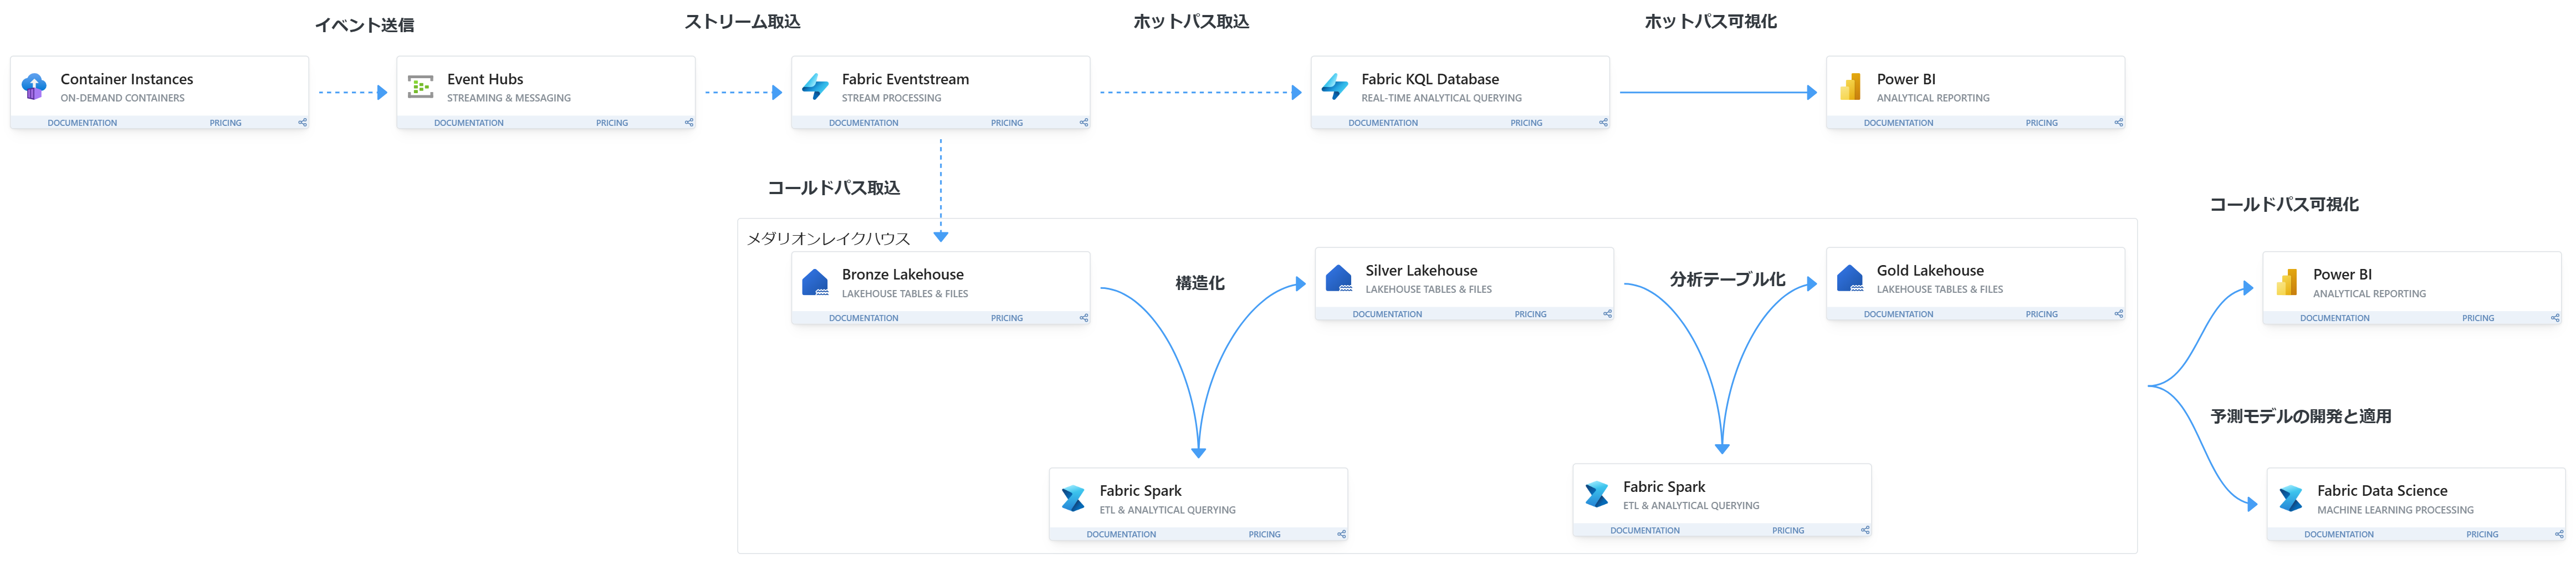 イベント送信
ストリーム取込
ホットパス取込
ホットパス可視化
Container Instances
ON-DEMAND CONTAINERS
DOCUMENTATION PRICING
Event Hubs
STREAMING & MESSAGING
DOCUMENTATION PRICING
Fabric Eventstream
STREAM PROCESSING
DOCUMENTATION PRICING
Fabric KQL Database
REAL-TIME ANALYTICAL QUERYING
DOCUMENTATION PRICING
Power BI
ANALYTICAL REPORTING
DOCUMENTATION PRICING
コールドパス取込
メダリオンレイクハウス
Bronze Lakehouse
LAKEHOUSE TABLES & FILES
DOCUMENTATION PRICING
構造化
Silver Lakehouse
LAKEHOUSE TABLES & FILES
DOCUMENTATION PRICING
分析テーブル化
Gold Lakehouse
LAKEHOUSE TABLES & FILES
DOCUMENTATION PRICING
Fabric Spark
ETL & ANALYTICAL QUERYING
DOCUMENTATION PRICING
Fabric Spark
ETL & ANALYTICAL QUERYING
DOCUMENTATION PRICING
コールドパス可視化
Power BI
ANALYTICAL REPORTING
DOCUMENTATION PRICING
予測モデルの開発と適用
Fabric Data Science
MACHINE LEARNING PROCESSING
DOCUMENTATION PRICING